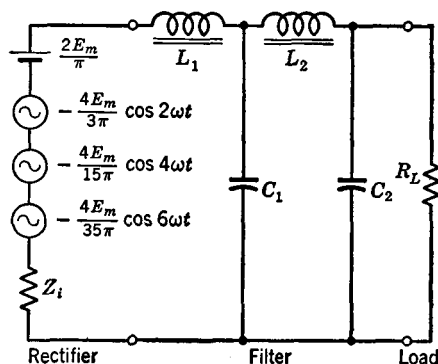 L₁
L₂
2Eₘ/π
− 4Eₘ/3π cos 2ωt
− 4Eₘ/15π cos 4ωt
− 4Eₘ/35π cos 6ωt
Zᵢ
C₁
C₂
R_L
Rectifier
Filter
Load